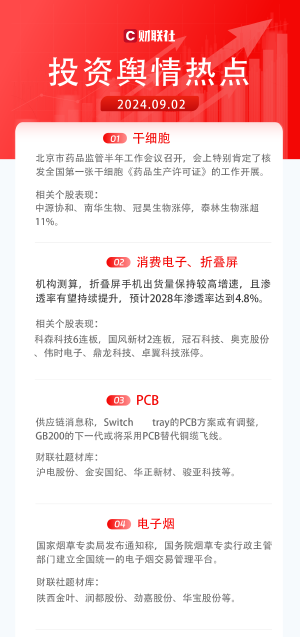 C 财联社
投资舆情热点
2024.09.02
01 干细胞
北京市药品监管半年工作会议召开，会上特别肯定了核
发全国第一张干细胞《药品生产许可证》的工作开展。
相关个股表现：
中源协和、南华生物、冠昊生物涨停，泰林生物涨超
11%。
02 消费电子、折叠屏
机构测算，折叠屏手机出货量保持较高增速，且渗
透率有望持续提升，预计2028年渗透率达到4.8%。
相关个股表现：
科森科技6连板，国风新材2连板，冠石科技、奥克股份
、伟时电子、鼎龙科技、卓翼科技涨停。
03 PCB
供应链消息称，Switch tray的PCB方案或有调整，
GB200的下一代或将采用PCB替代铜缆飞线。
财联社题材库：
沪电股份、金安国纪、华正新材、骏亚科技等。
04 电子烟
国家烟草专卖局发布通知称，国务院烟草专卖行政主管
部门建立全国统一的电子烟交易管理平台。
财联社题材库：
陕西金叶、润都股份、劲嘉股份、华宝股份等。